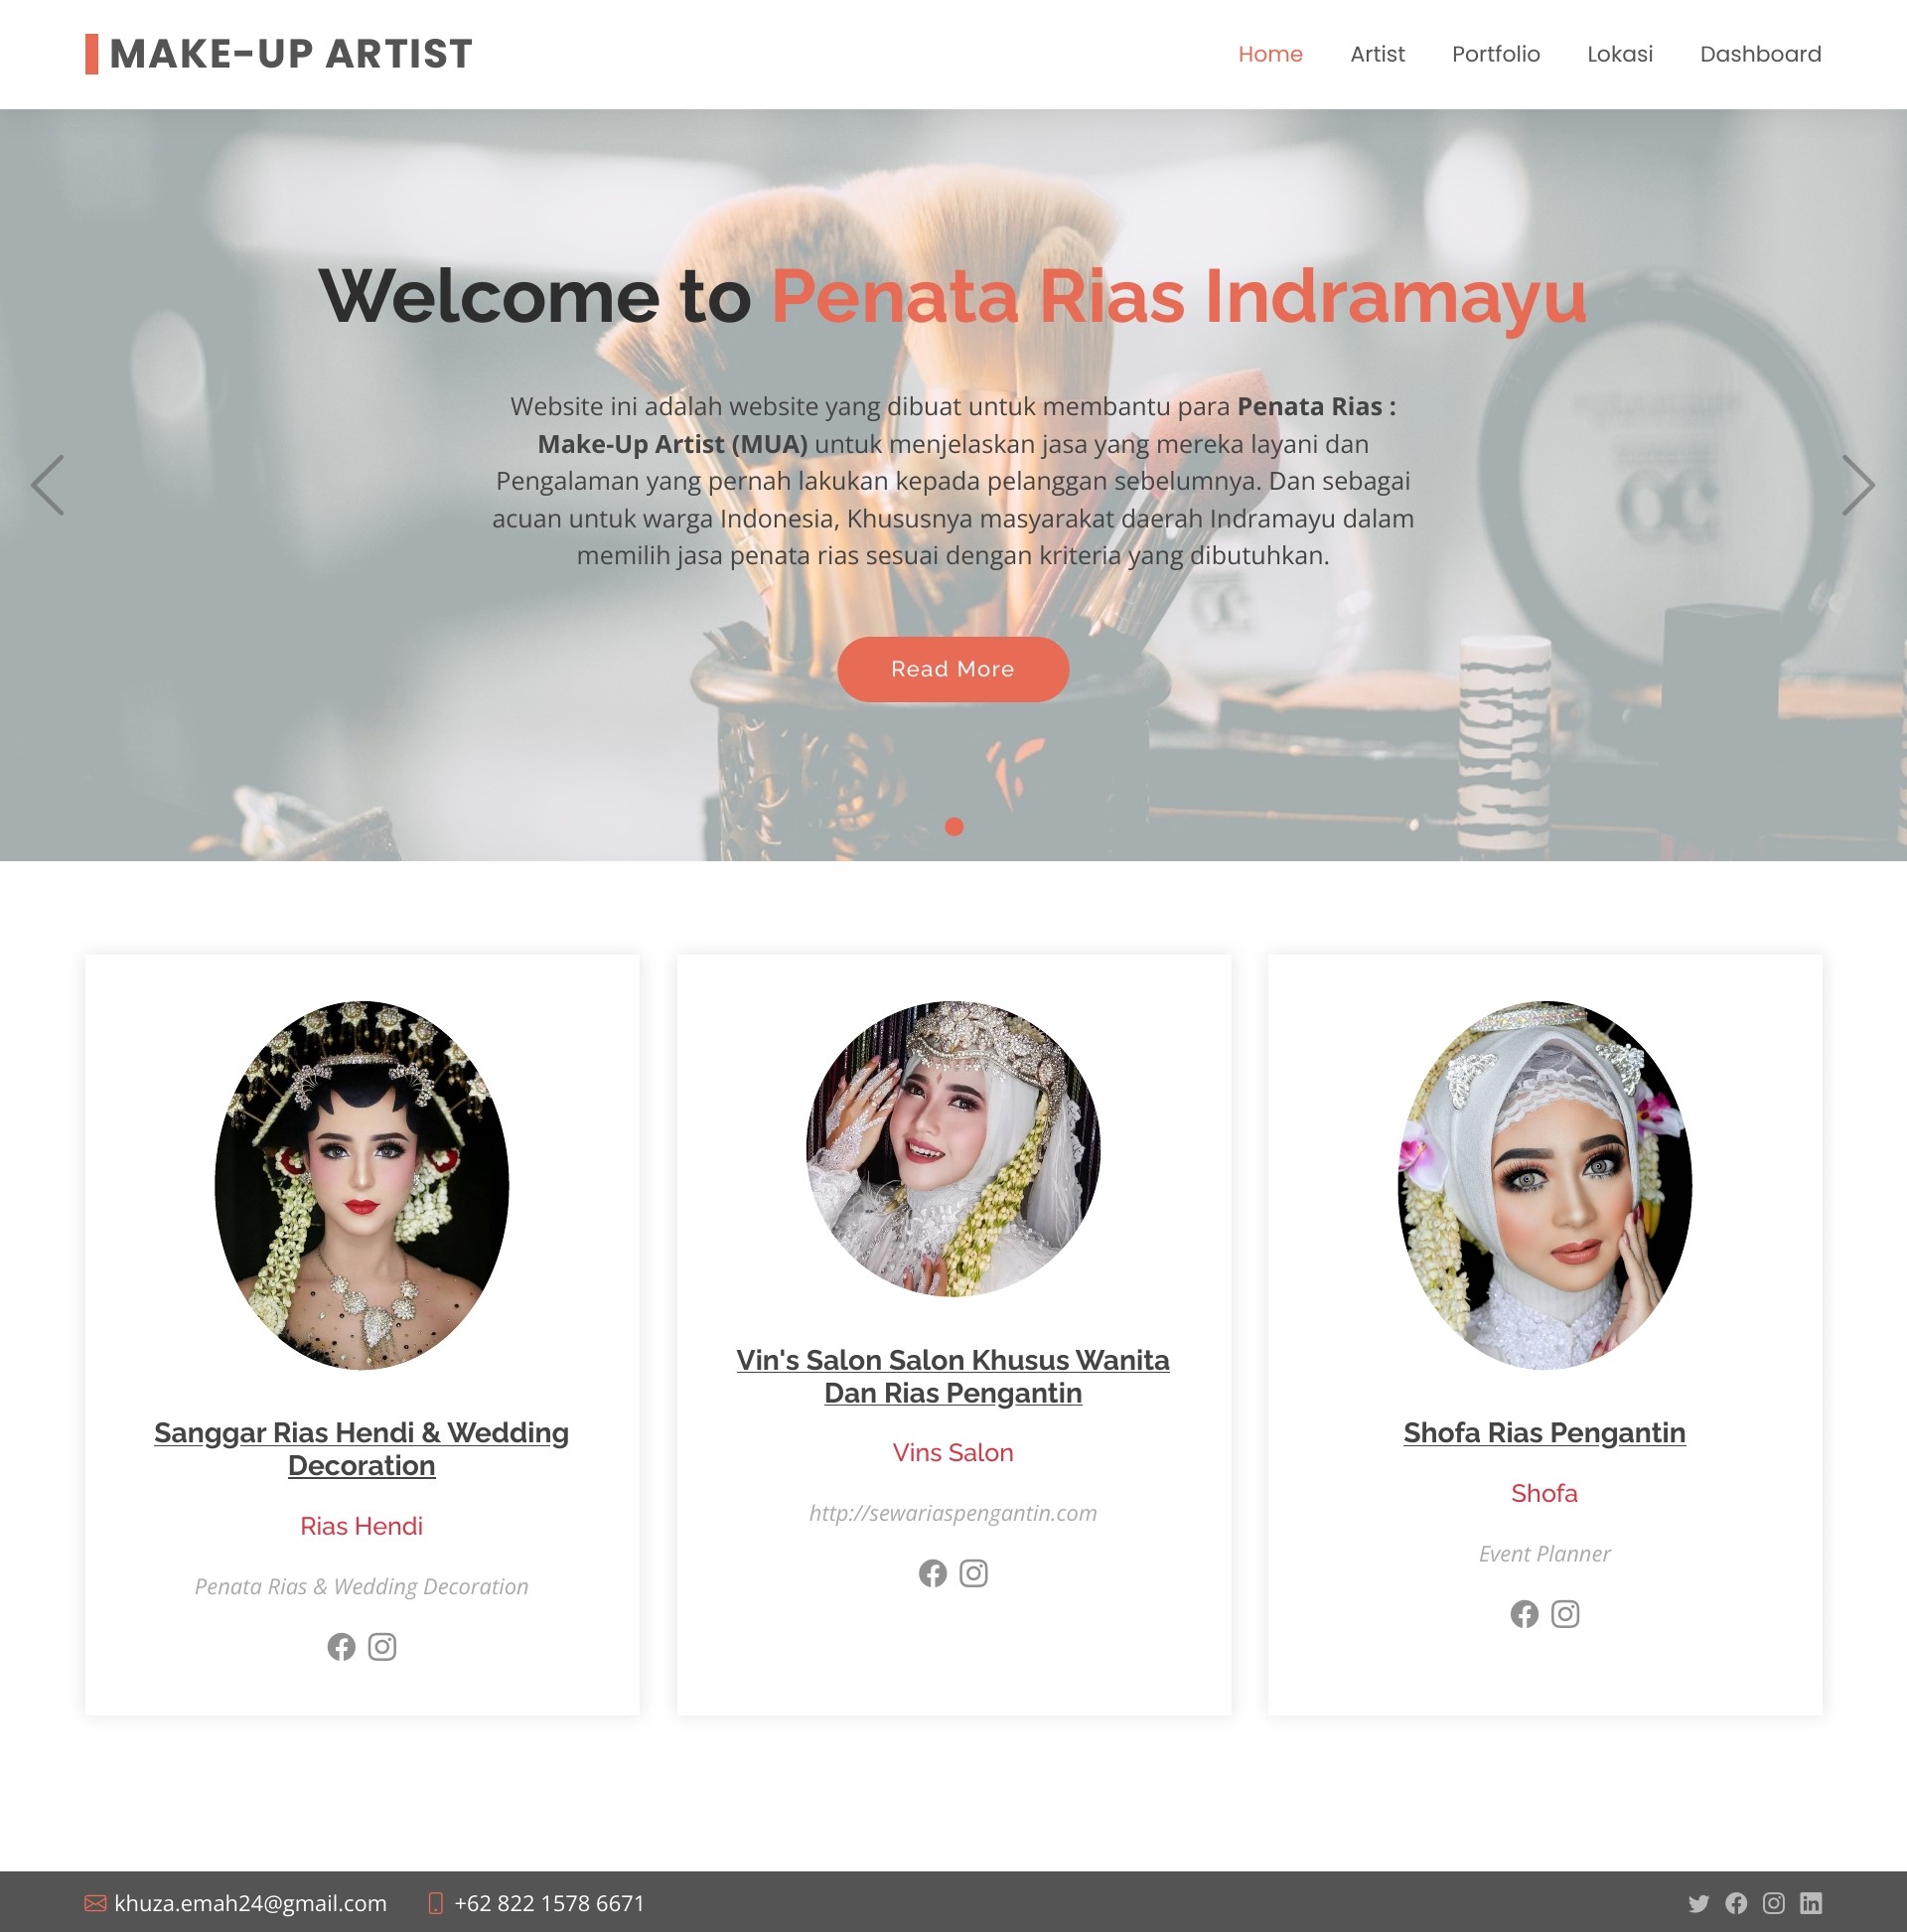 MAKE-UP ARTIST
Home Artist Portfolio Lokasi Dashboard
Welcome to Penata Rias Indramayu
Website ini adalah website yang dibuat untuk membantu para Penata Rias :
Make-Up Artist (MUA) untuk menjelaskan jasa yang mereka layani dan
Pengalaman yang pernah lakukan kepada pelanggan sebelumnya. Dan sebagai
acuan untuk warga Indonesia, Khususnya masyarakat daerah Indramayu dalam
memilih jasa penata rias sesuai dengan kriteria yang dibutuhkan.
Read More
Sanggar Rias Hendi & Wedding
Decoration
Rias Hendi
Penata Rias & Wedding Decoration
Vin's Salon Salon Khusus Wanita
Dan Rias Pengantin
Vins Salon
http://sewariaspengantin.com
Shofa Rias Pengantin
Shofa
Event Planner
khuza.emah24@gmail.com +62 822 1578 6671